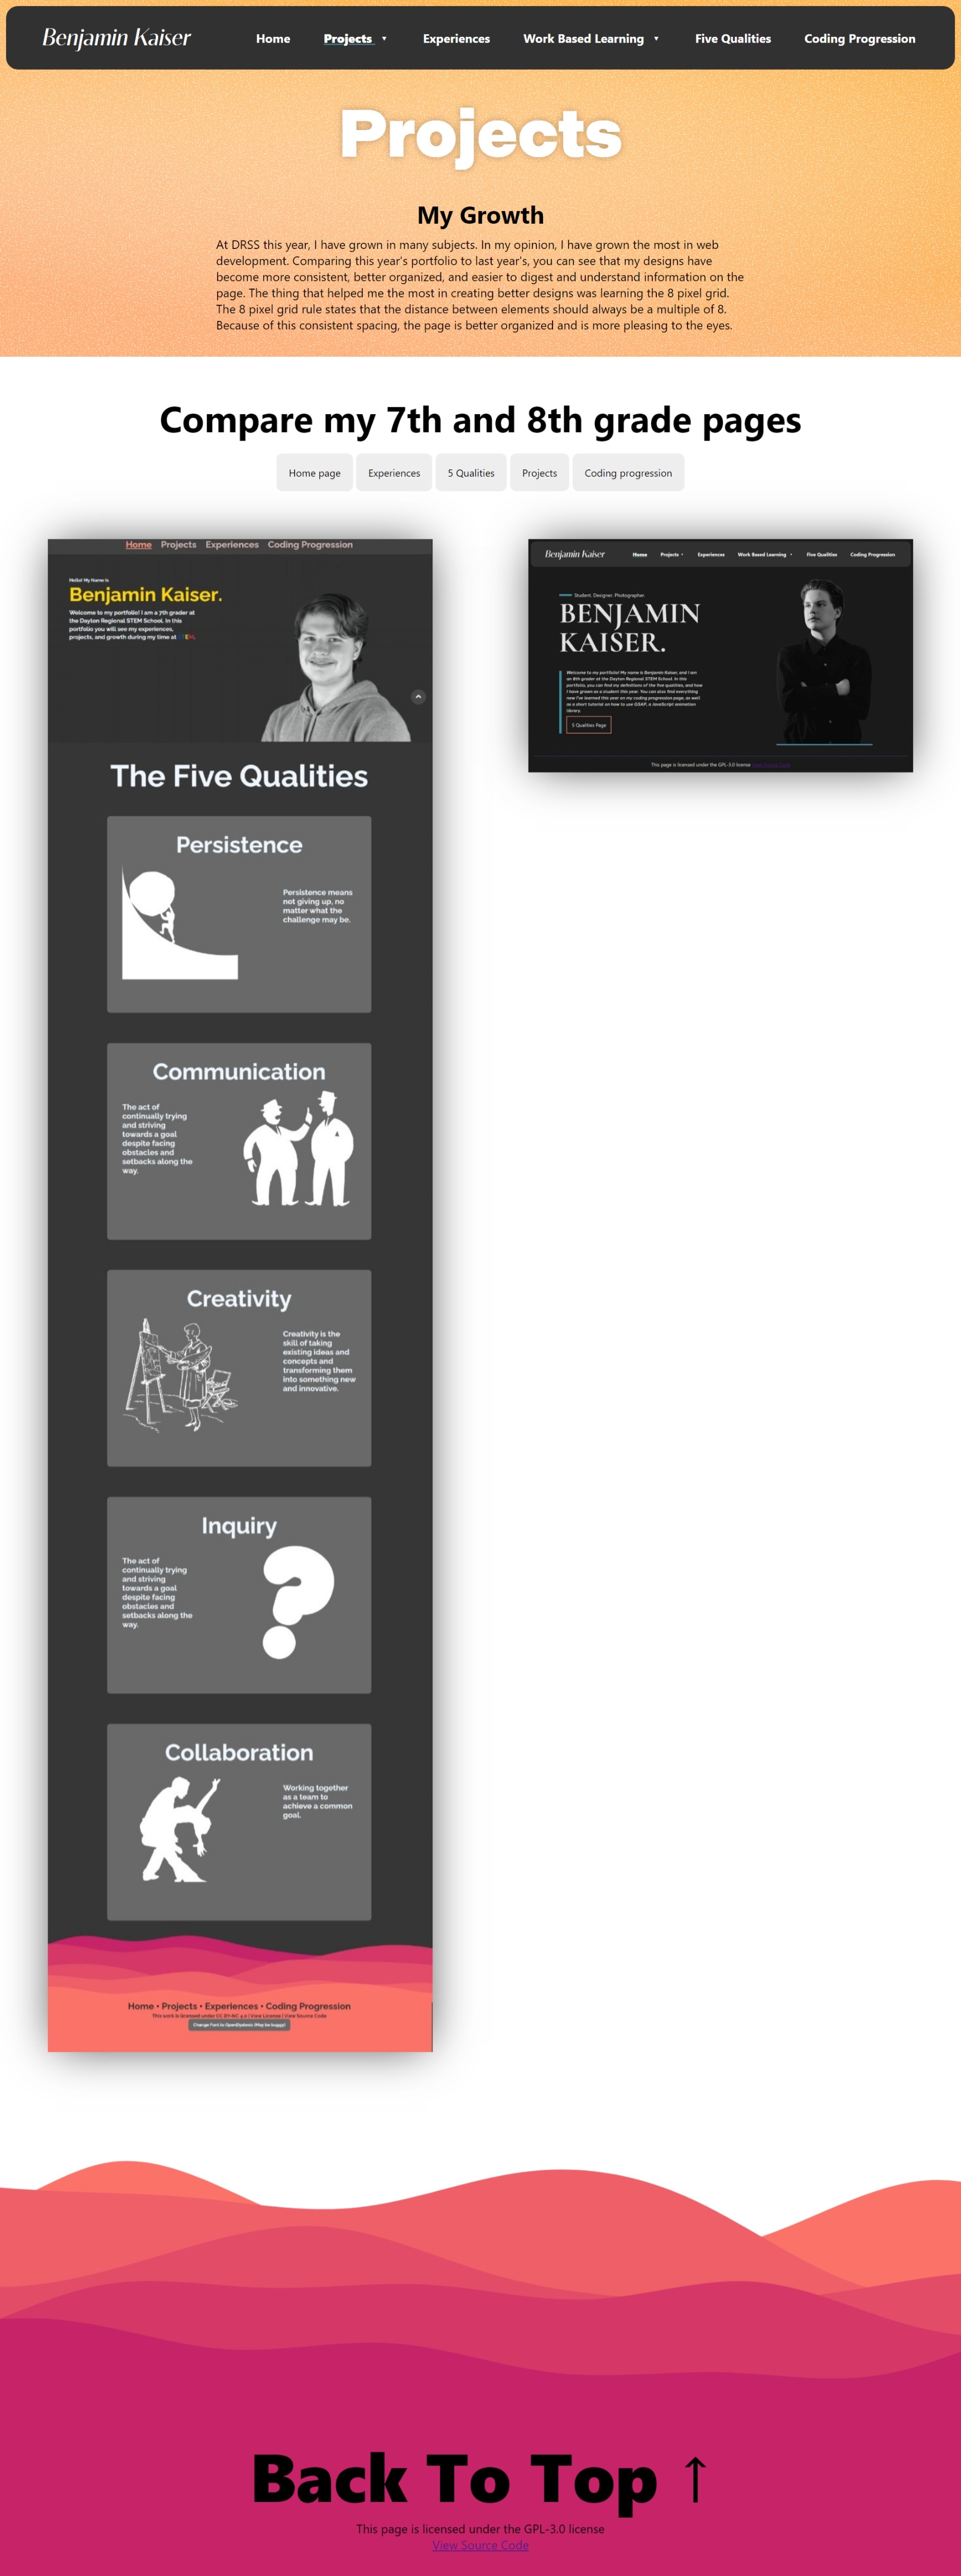 Benjamin Kaiser
Home Projects ▼ Experiences Work Based Learning ▼ Five Qualities Coding Progression
Projects
My Growth
At DRSS this year, I have grown in many subjects. In my opinion, I have grown the most in web
development. Comparing this year's portfolio to last year's, you can see that my designs have
become more consistent, better organized, and easier to digest and understand information on the
page. The thing that helped me the most in creating better designs was learning the 8 pixel grid.
The 8 pixel grid rule states that the distance between elements should always be a multiple of 8.
Because of this consistent spacing, the page is better organized and is more pleasing to the eyes.
Compare my 7th and 8th grade pages
Home page Experiences 5 Qualities Projects Coding progression
Home Projects Experiences Coding Progression
Hello! My Name is
Benjamin Kaiser.
Welcome to my portfolio! I am a 7th grader at
the Dayton Regional STEM School. In this
portfolio you will see my experiences,
projects, and growth during my time at STEM.
The Five Qualities
Persistence
Persistence means
not giving up, no
matter what the
challenge may be.
Communication
The act of
continually trying
and striving
towards a goal
despite facing
obstacles and
setbacks along the
way.
Creativity
Creativity is the
skill of taking
existing ideas and
concepts and
transforming them
into something new
and innovative.
Inquiry
The act of
continually trying
and striving
towards a goal
despite facing
obstacles and
setbacks along the
way.
Collaboration
Working together
as a team to
achieve a common
goal.
Home • Projects • Experiences • Coding Progression
This work is licensed under CC BY-NC 4.0 | View License | View Source Code
Change Font to OpenDyslexic (May be buggy)
Benjamin Kaiser
Home Projects Experiences Work Based Learning Five Qualities Coding Progression
Student. Designer. Photographer.
BENJAMIN
KAISER.
Welcome to my portfolio! My name is Benjamin Kaiser, and I am
an 8th grader at the Dayton Regional STEM School. In this
portfolio, you can find my definitions of the five qualities, and how
I have grown as a student this year. You can also find everything
new I've learned this year on my coding progression page, as well
as a short tutorial on how to use GSAP, a JavaScript animation
library.
5 Qualities Page
This page is licensed under the GPL-3.0 license View Source Code
Back To Top ↑
This page is licensed under the GPL-3.0 license
View Source Code